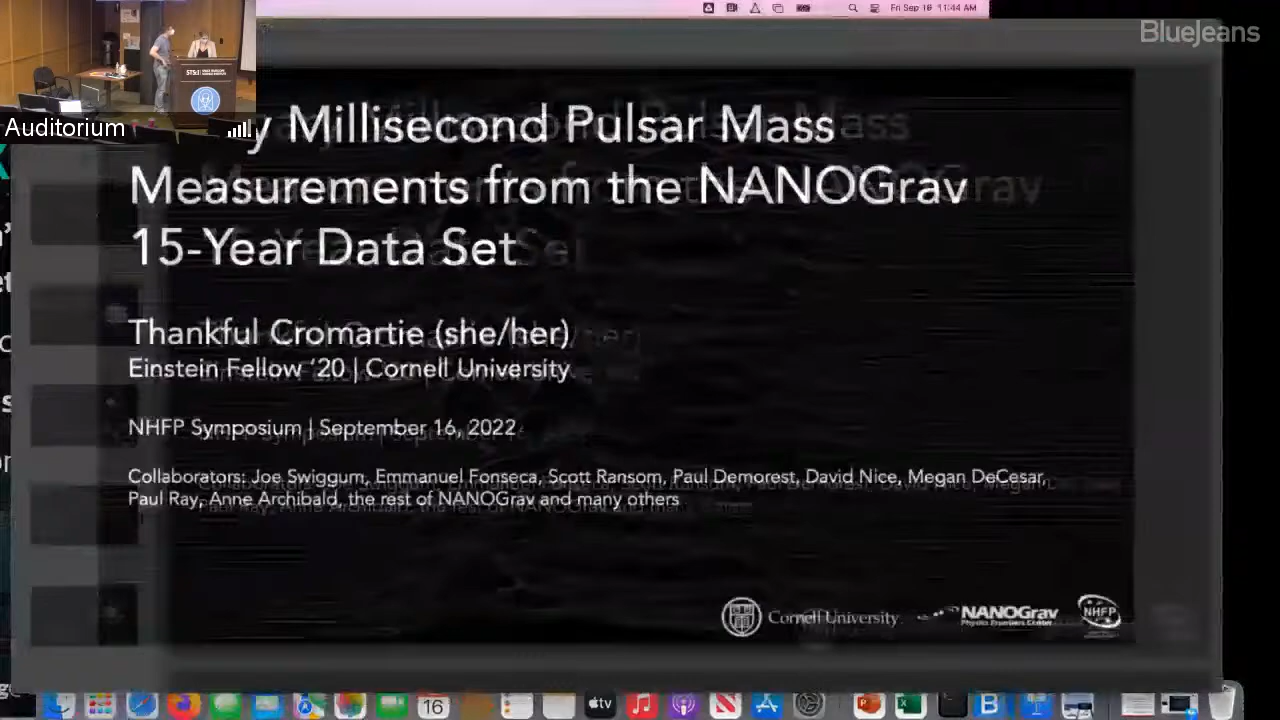 Fri Sep 16 11:44 AM
BlueJeans
STScI
Auditorium
y Millisecond Pulsar Mass
Measurements from the NANOGrav
15-Year Data Set
Thankful Cromartie (she/her)
Einstein Fellow ‘20 | Cornell University
NHFP Symposium | September 16, 2022
Collaborators: Joe Swiggum, Emmanuel Fonseca, Scott Ransom, Paul Demorest, David Nice, Megan DeCesar,
Paul Ray, Anne Archibald, the rest of NANOGrav and many others
Cornell University
NANOGrav
Physics Frontiers Center
NHFP
16
tv